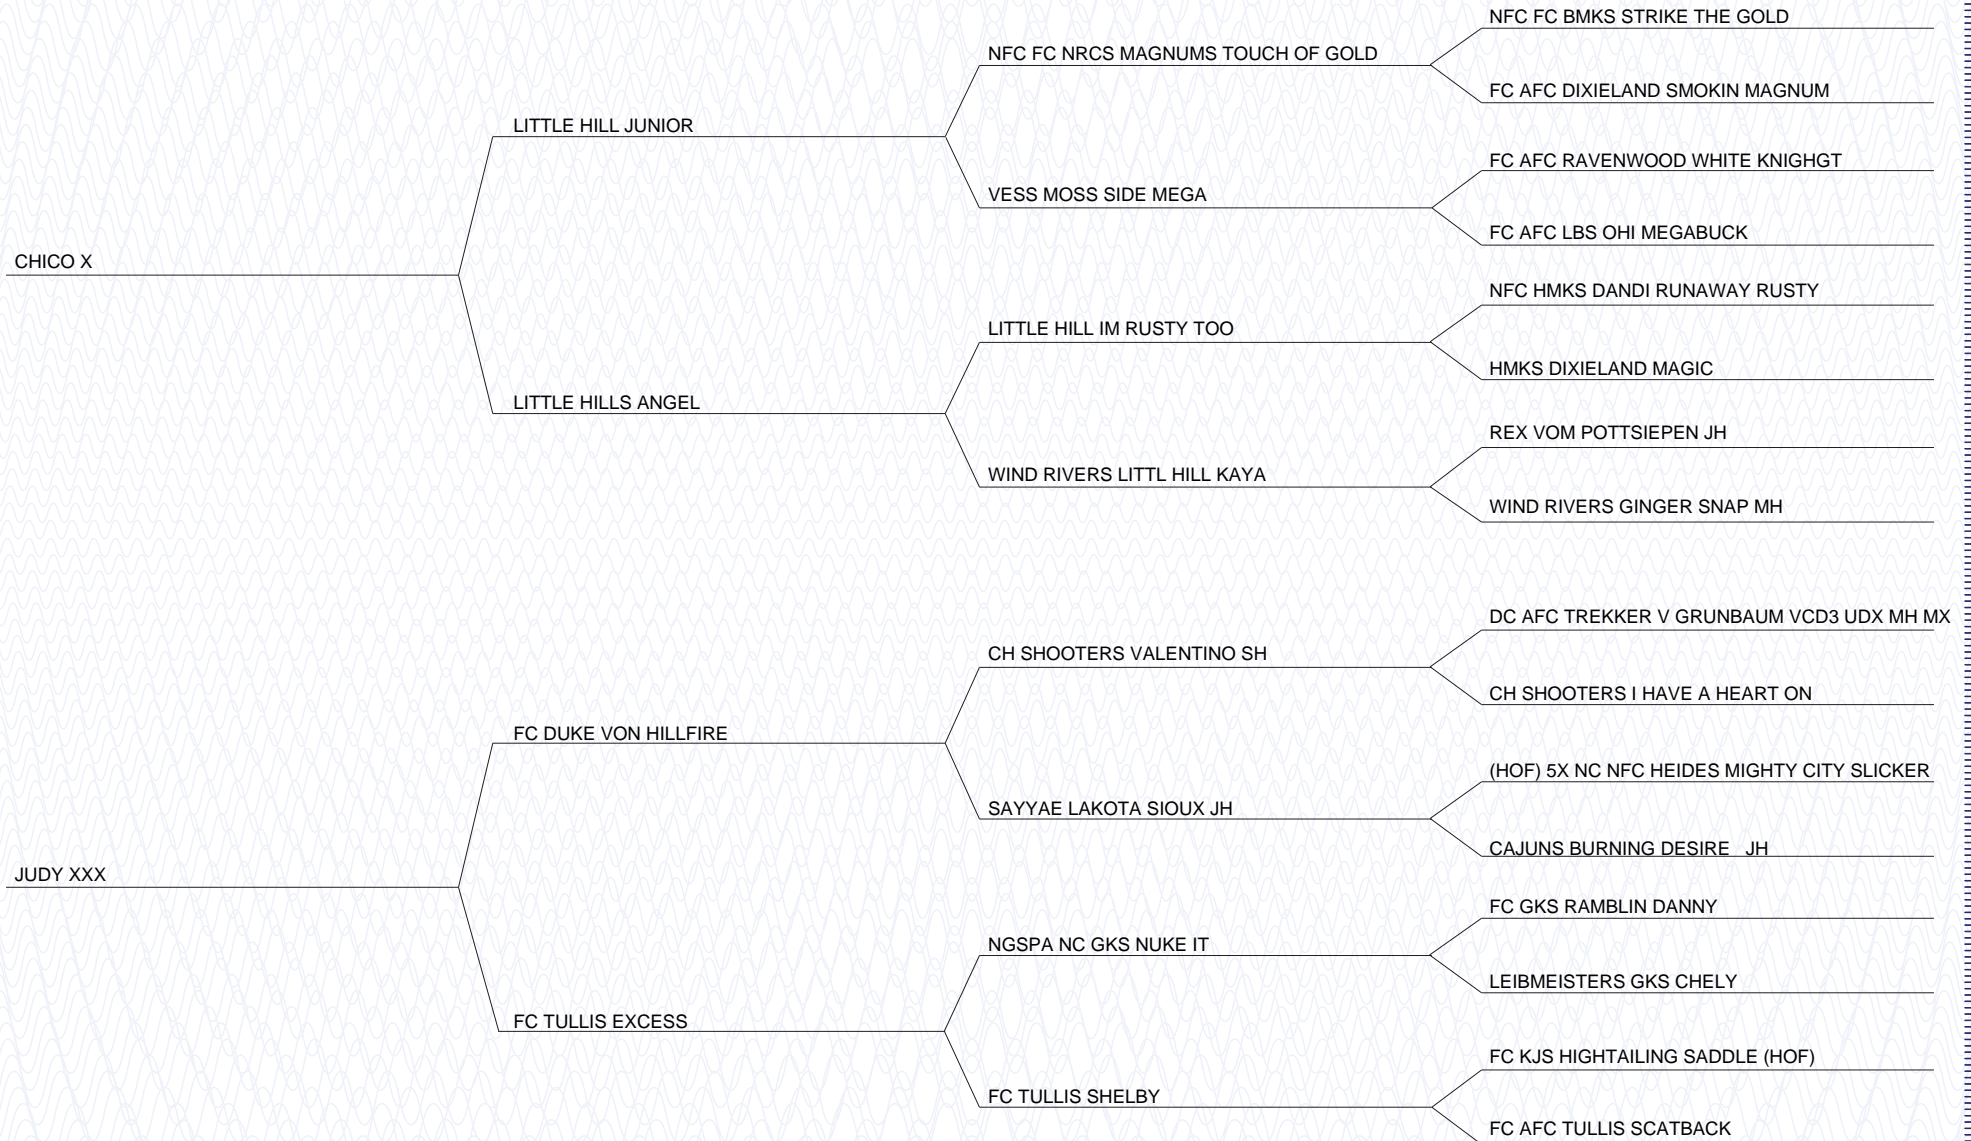 NFC FC BMKS STRIKE THE GOLD
NFC FC NRCS MAGNUMS TOUCH OF GOLD
FC AFC DIXIELAND SMOKIN MAGNUM
LITTLE HILL JUNIOR
FC AFC RAVENWOOD WHITE KNIGHGT
VESS MOSS SIDE MEGA
FC AFC LBS OHI MEGABUCK
CHICO X
NFC HMKS DANDI RUNAWAY RUSTY
LITTLE HILL IM RUSTY TOO
HMKS DIXIELAND MAGIC
LITTLE HILLS ANGEL
REX VOM POTTSIEPEN JH
WIND RIVERS LITTL HILL KAYA
WIND RIVERS GINGER SNAP MH
DC AFC TREKKER V GRUNBAUM VCD3 UDX MH MX
CH SHOOTERS VALENTINO SH
CH SHOOTERS I HAVE A HEART ON
FC DUKE VON HILLFIRE
(HOF) 5X NC NFC HEIDES MIGHTY CITY SLICKER
SAYYAE LAKOTA SIOUX JH
CAJUNS BURNING DESIRE   JH
JUDY XXX
FC GKS RAMBLIN DANNY
NGSPA NC GKS NUKE IT
LEIBMEISTERS GKS CHELY
FC TULLIS EXCESS
FC KJS HIGHTAILING SADDLE (HOF)
FC TULLIS SHELBY
FC AFC TULLIS SCATBACK